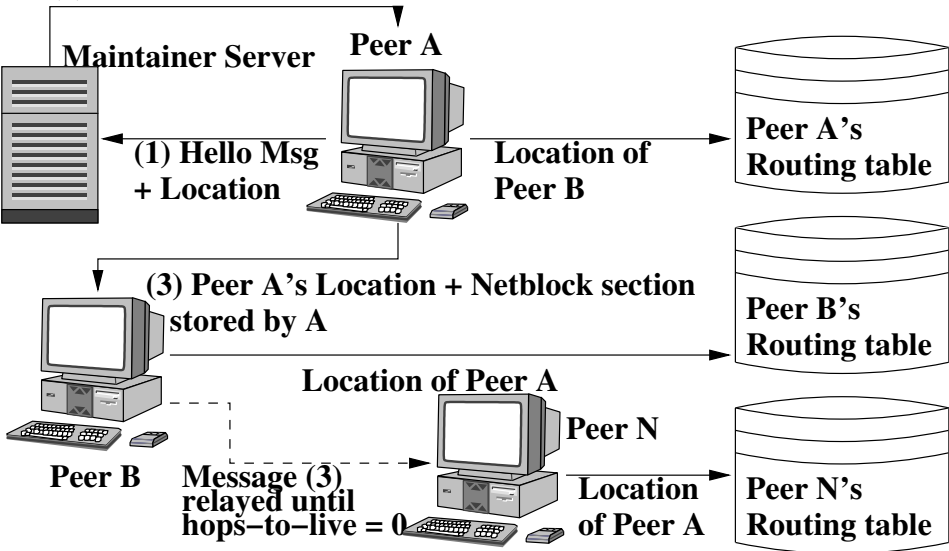 Peer A
Maintainer Server
(1) Hello Msg
+ Location
Location of
Peer B
Peer A's
Routing table
(3) Peer A's Location + Netblock section
stored by A
Peer B's
Routing table
Location of Peer A
Peer B
Message (3)
relayed until
hops−to−live = 0
Peer N
Location
of Peer A
Peer N's
Routing table